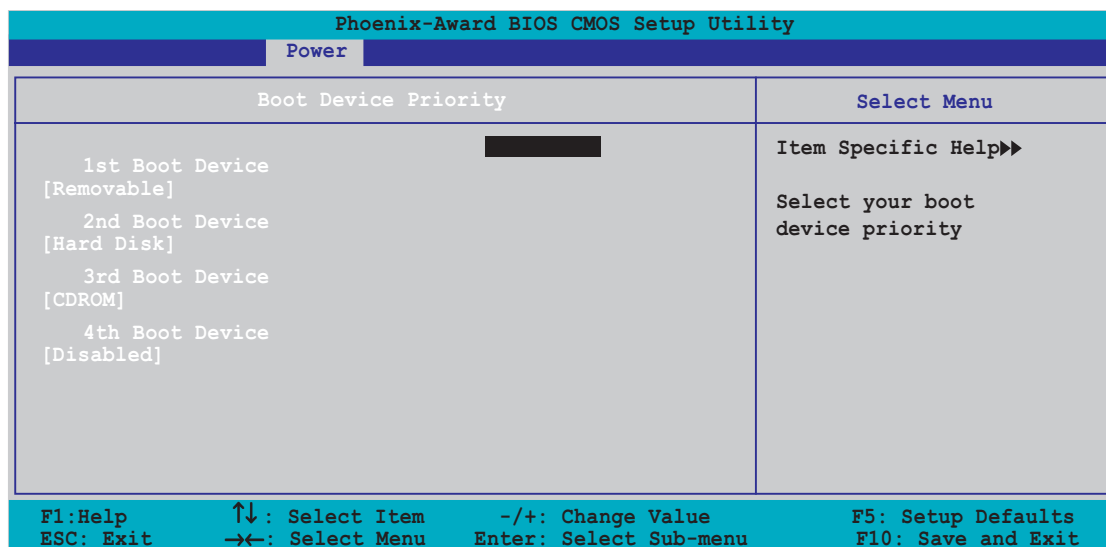 Phoenix-Award BIOS CMOS Setup Utility
Power
Boot Device Priority
Select Menu
1st Boot Device
[Removable]
2nd Boot Device
[Hard Disk]
3rd Boot Device
[CDROM]
4th Boot Device
[Disabled]
Item Specific Help▶▶
Select your boot
device priority
F1:Help ↑↓: Select Item -/+: Change Value F5: Setup Defaults
ESC: Exit →←: Select Menu Enter: Select Sub-menu F10: Save and Exit